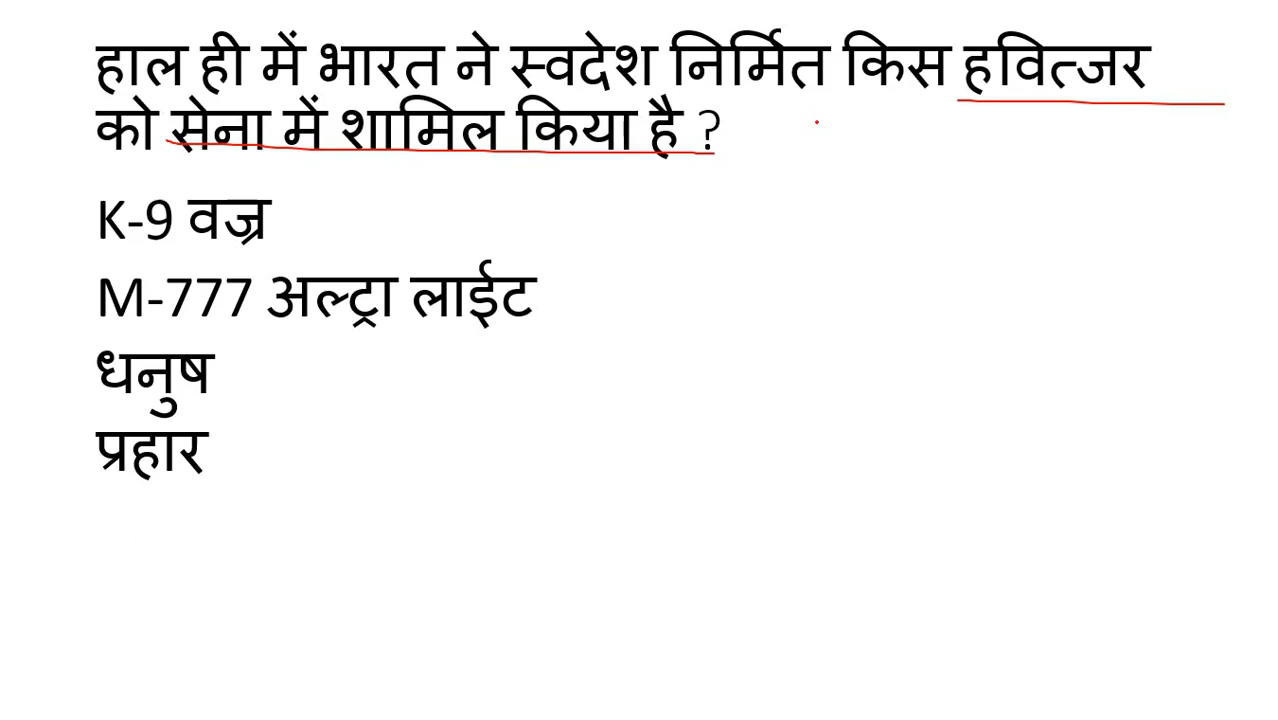 हाल ही में भारत ने स्वदेश निर्मित किस हवित्जर
को सेना में शामिल किया है ?
K-9 वज्र
M-777 अल्ट्रा लाईट
धनुष
प्रहार